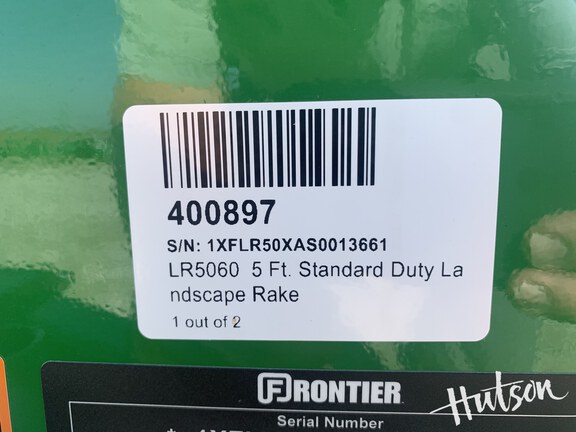 400897
S/N: 1XFLR50XAS0013661
LR5060 5 Ft. Standard Duty La
ndscape Rake
1 out of 2
FRONTIER
Hutson
Serial Number